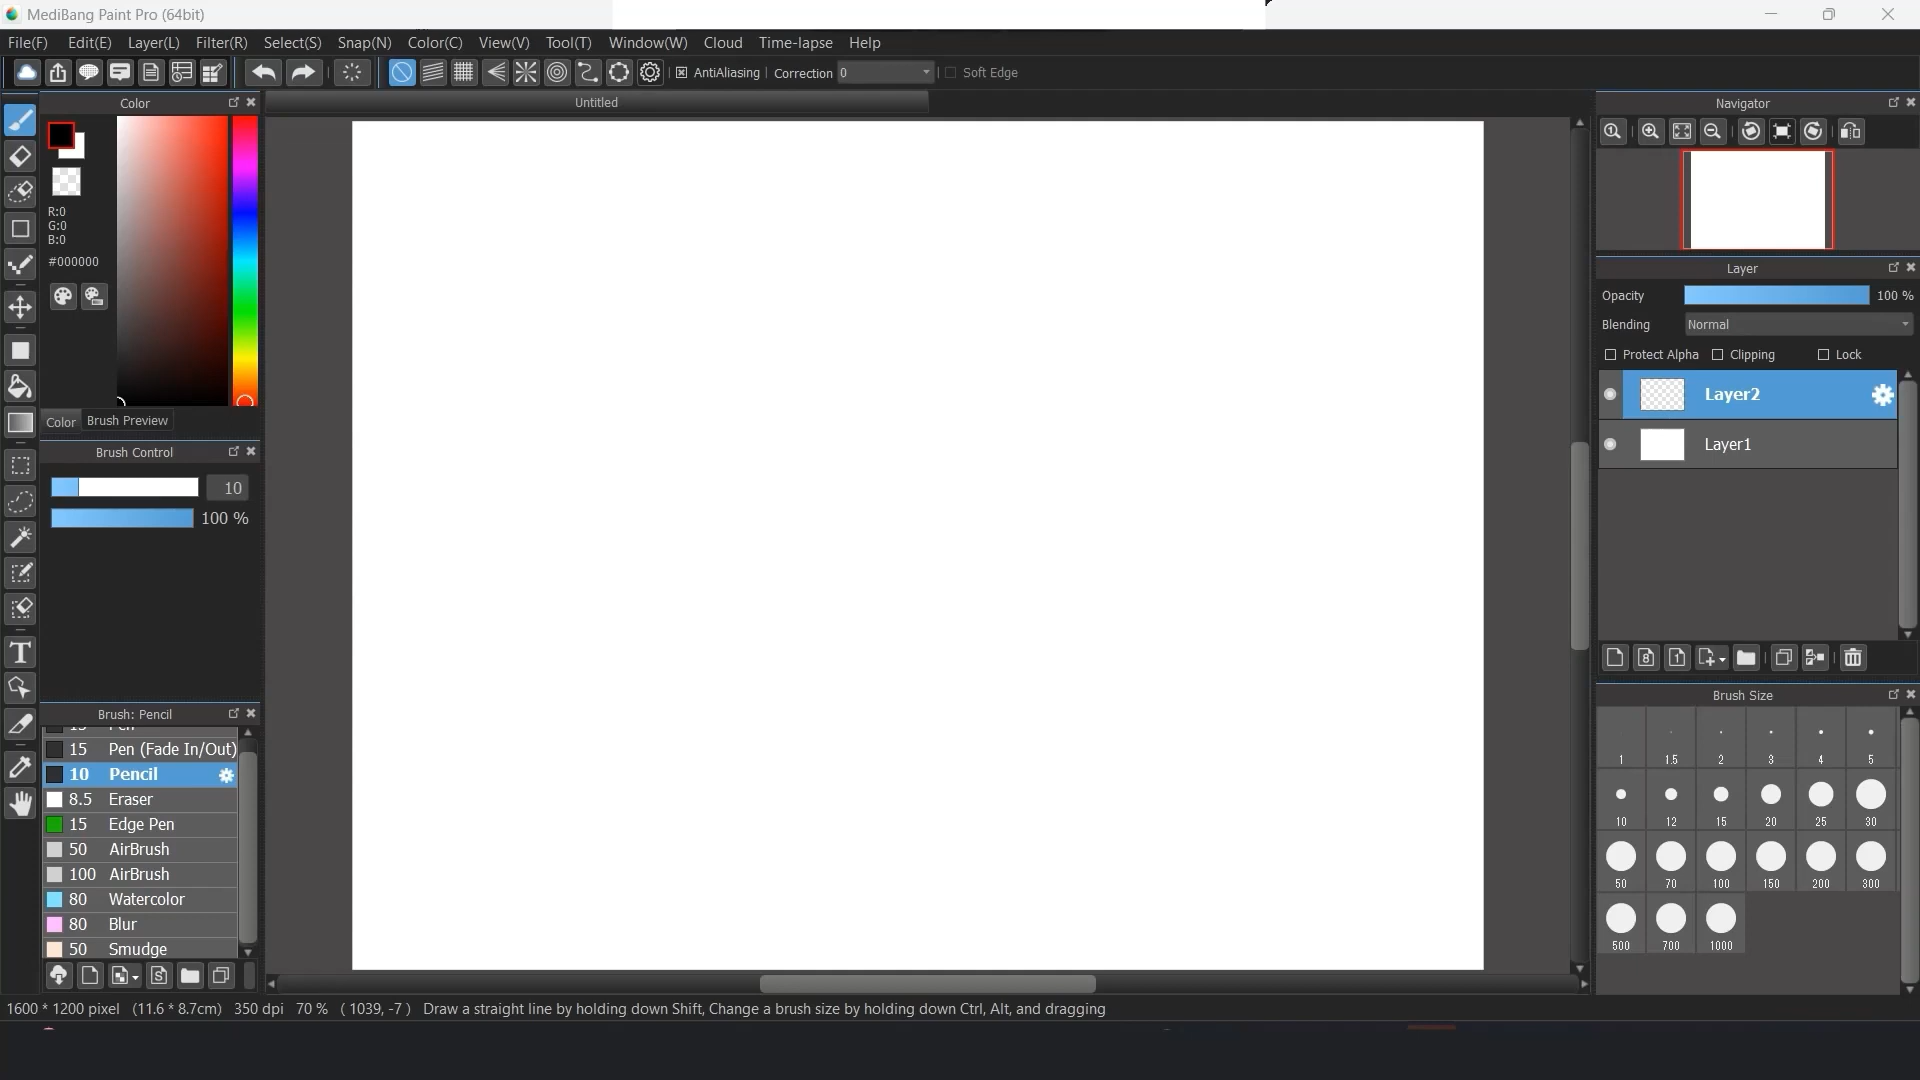 MediBang Paint Pro (64bit)
File(F) Edit(E) Layer(L) Filter(R) Select(S) Snap(N) Color(C) View(V) Tool(T) Window(W) Cloud Time-lapse Help
AntiAliasing Correction 0 Soft Edge
Color
Untitled
Navigator
R:0
G:0
B:0
#000000
Color Brush Preview
Brush Control
10
100 %
Brush: Pencil
15 Pen (Fade In/Out)
10 Pencil
8.5 Eraser
15 Edge Pen
50 AirBrush
100 AirBrush
80 Watercolor
80 Blur
50 Smudge
Layer
Opacity 100 %
Blending Normal
Protect Alpha Clipping Lock
Layer2
Layer1
Brush Size
1 1.5 2 3 4 5
10 12 15 20 25 30
50 70 100 150 200 300
500 700 1000
1600 * 1200 pixel (11.6 * 8.7cm) 350 dpi 70 % ( 1039, -7 ) Draw a straight line by holding down Shift, Change a brush size by holding down Ctrl, Alt, and dragging